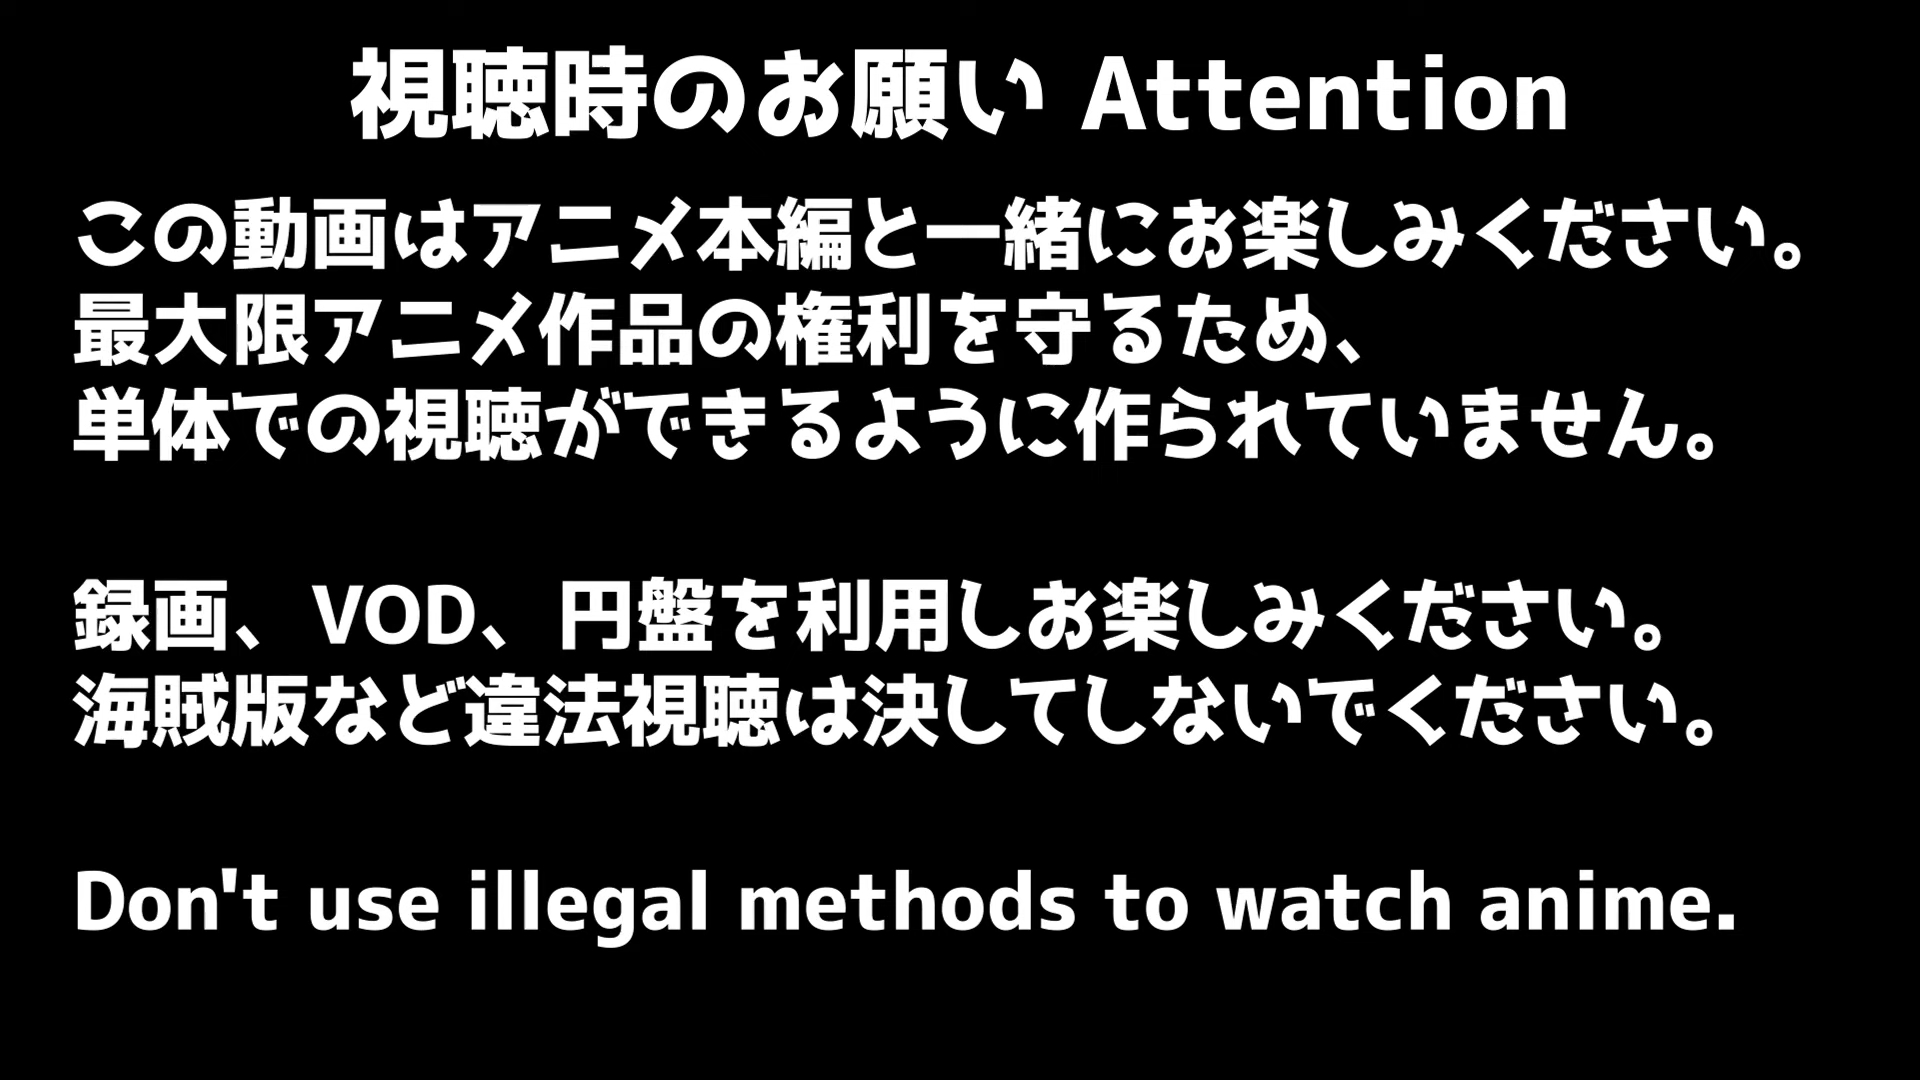 視聴時のお願い Attention
この動画はアニメ本編と一緒にお楽しみください。
最大限アニメ作品の権利を守るため、
単体での視聴ができるように作られていません。
録画、VOD、円盤を利用しお楽しみください。
海賊版など違法視聴は決してしないでください。
Don't use illegal methods to watch anime.